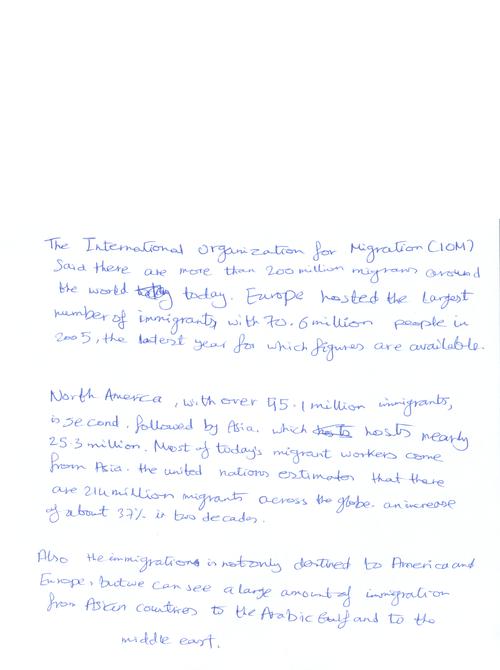 The International Organization for Migration (IOM)
Said there are more than 200 million migrans around
the world today. Europe hosted the largest
number of immigrants, with 70.6 million people in
2005, the latest year for which figures are available.
North America, with over 45.1 million immigrants,
is second. followed by Asia. which hosts nearly
25.3 million. Most of today's migrant workers come
from Asia. the united nations estimates that there
are 214 million migrants across the globe. an increase
of about 37% in two decades.
Also the immigrations is not only destined to America and
Europe, but we can see a large amount of immigration
from Asian countries to the Arabic Gulf and to the
middle east.